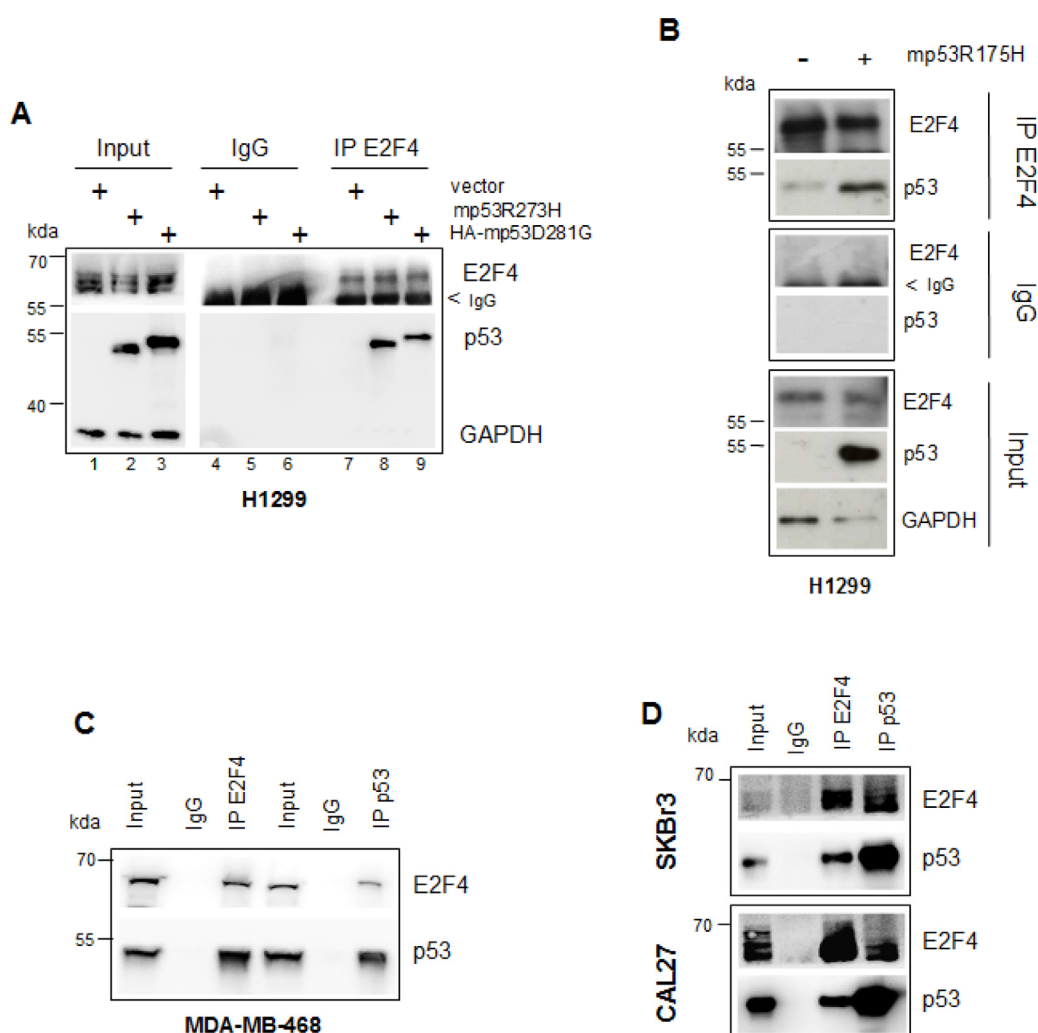 A
Input IgG IP E2F4
+ + + vector
+ + + mp53R273H
+ + + HA-mp53D281G
kda
70
E2F4
< IgG
55
55
p53
40
GAPDH
1 2 3 4 5 6 7 8 9
H1299
B
- + mp53R175H
kda
E2F4
55
55
p53
IP E2F4
E2F4
< IgG
p53
IgG
E2F4
55
55
p53
GAPDH
Input
H1299
C
Input IgG IP E2F4 Input IgG IP p53
kda
70
E2F4
55
p53
MDA-MB-468
D
Input IgG IP E2F4 IP p53
kda
70
E2F4
p53
SKBr3
70
E2F4
p53
CAL27